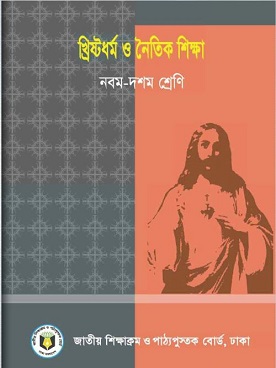 খ্রিষ্টধর্ম ও নৈতিক শিক্ষা
নবম-দশম শ্রেণি
জাতীয় শিক্ষাক্রম ও পাঠ্যপুস্তক বোর্ড, ঢাকা